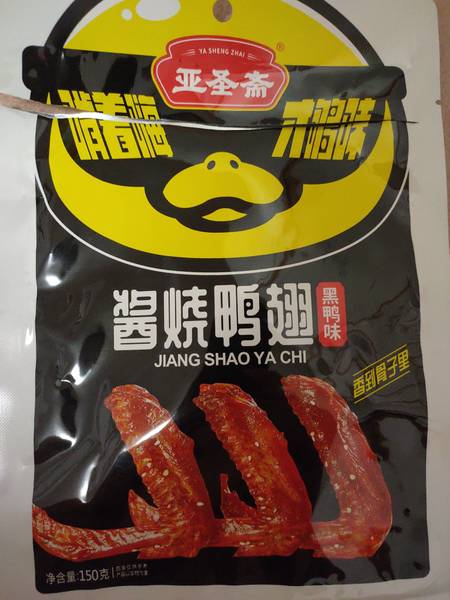 YA SHENG ZHAI
®
亚圣斋
啃着嗨 才够味
酱烧鸭翅
黑鸭味
JIANG SHAO YA CHI
香到骨子里
净含量:150克